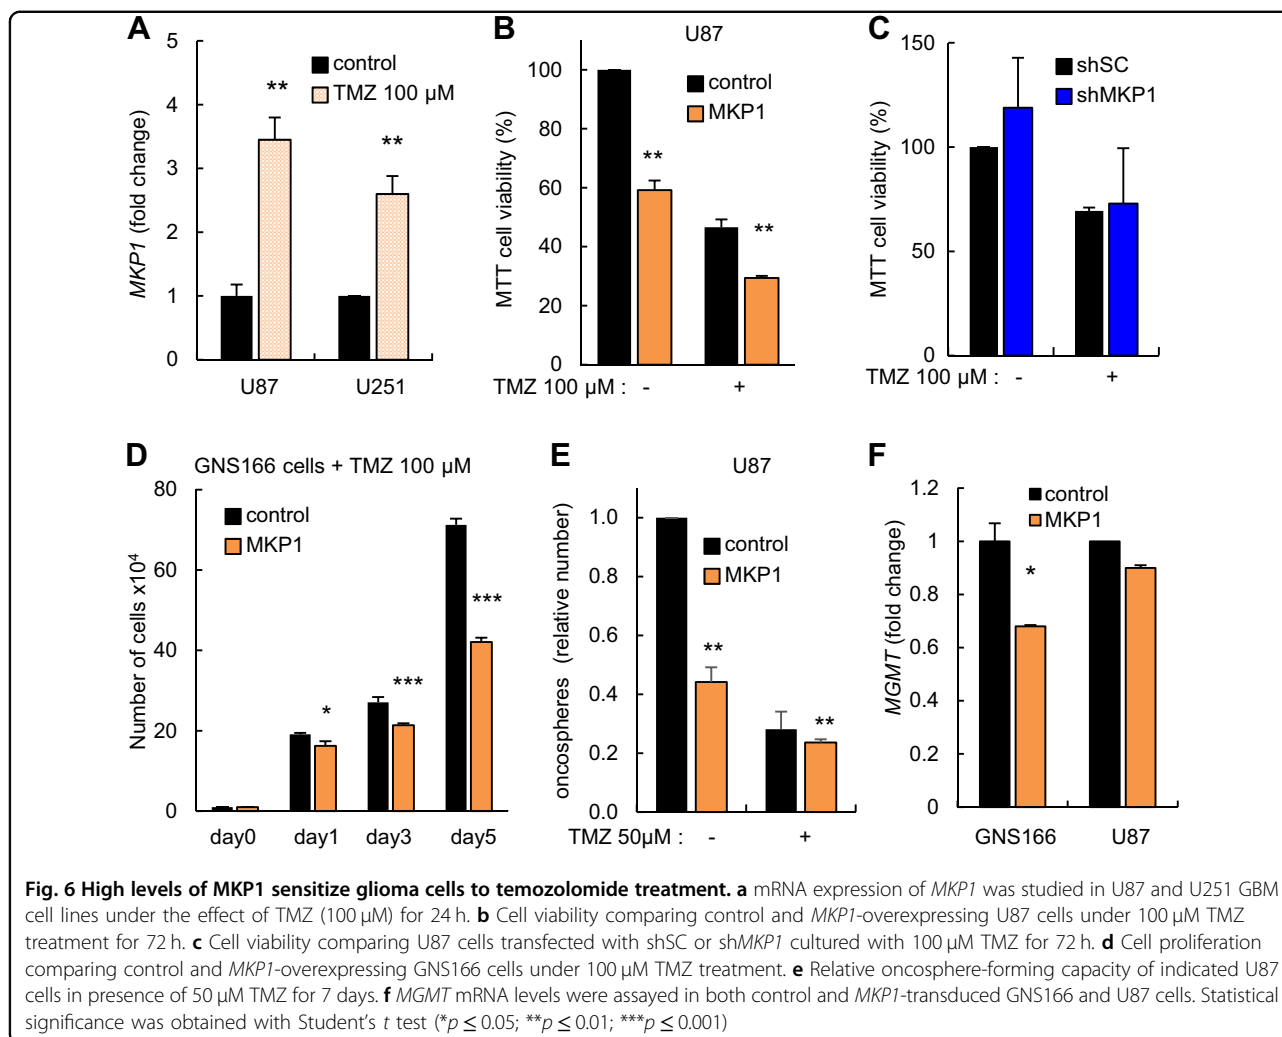 A
5
4
3
2
1
0
MKP1 (fold change)
control
TMZ 100 µM
**
**
U87
U251
B
U87
100
80
60
40
20
0
MTT cell viability (%)
control
MKP1
**
**
TMZ 100 µM :
-
+
C
150
100
50
0
MTT cell viability (%)
shSC
shMKP1
TMZ 100 µM :
-
+
D
GNS166 cells + TMZ 100 µM
80
60
40
20
0
Number of cells x10⁴
control
MKP1
*
***
***
day0
day1
day3
day5
E
U87
1.0
0.8
0.6
0.4
0.2
0.0
oncospheres (relative number)
control
MKP1
**
**
TMZ 50µM :
-
+
F
1.2
1
0.8
0.6
0.4
0.2
0
MGMT (fold change)
control
MKP1
*
GNS166
U87
Fig. 6 High levels of MKP1 sensitize glioma cells to temozolomide treatment. a mRNA expression of MKP1 was studied in U87 and U251 GBM
cell lines under the effect of TMZ (100 µM) for 24 h. b Cell viability comparing control and MKP1-overexpressing U87 cells under 100 µM TMZ
treatment for 72 h. c Cell viability comparing U87 cells transfected with shSC or shMKP1 cultured with 100 µM TMZ for 72 h. d Cell proliferation
comparing control and MKP1-overexpressing GNS166 cells under 100 µM TMZ treatment. e Relative oncosphere-forming capacity of indicated U87
cells in presence of 50 µM TMZ for 7 days. f MGMT mRNA levels were assayed in both control and MKP1-transduced GNS166 and U87 cells. Statistical
significance was obtained with Student's t test (*p ≤ 0.05; **p ≤ 0.01; ***p ≤ 0.001)